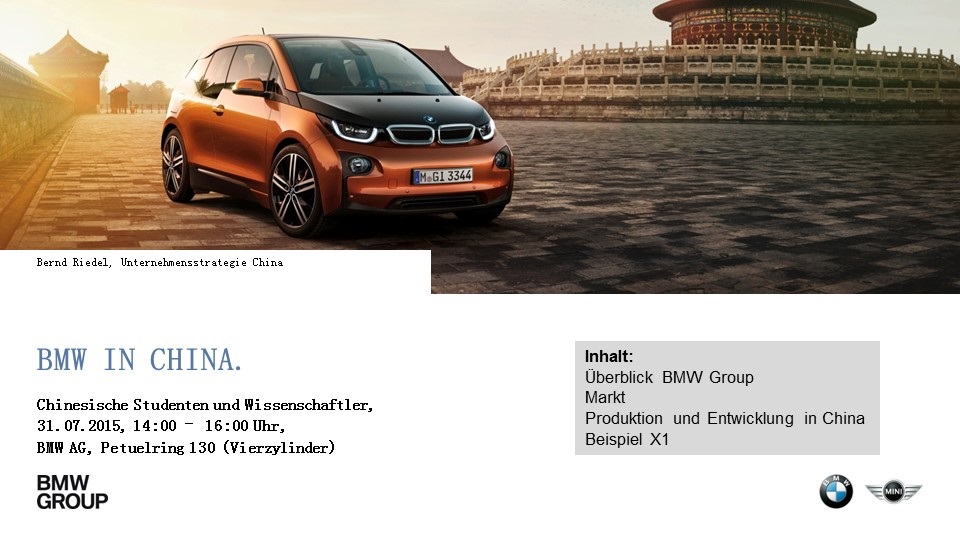 M GI 3344
Bernd Riedel, Unternehmensstrategie China
BMW IN CHINA.
Chinesische Studenten und Wissenschaftler,
31.07.2015, 14:00 – 16:00 Uhr,
BMW AG, Petuelring 130 (Vierzylinder)
Inhalt:
Überblick BMW Group
Markt
Produktion und Entwicklung in China
Beispiel X1
BMW
GROUP
BMW
MINI